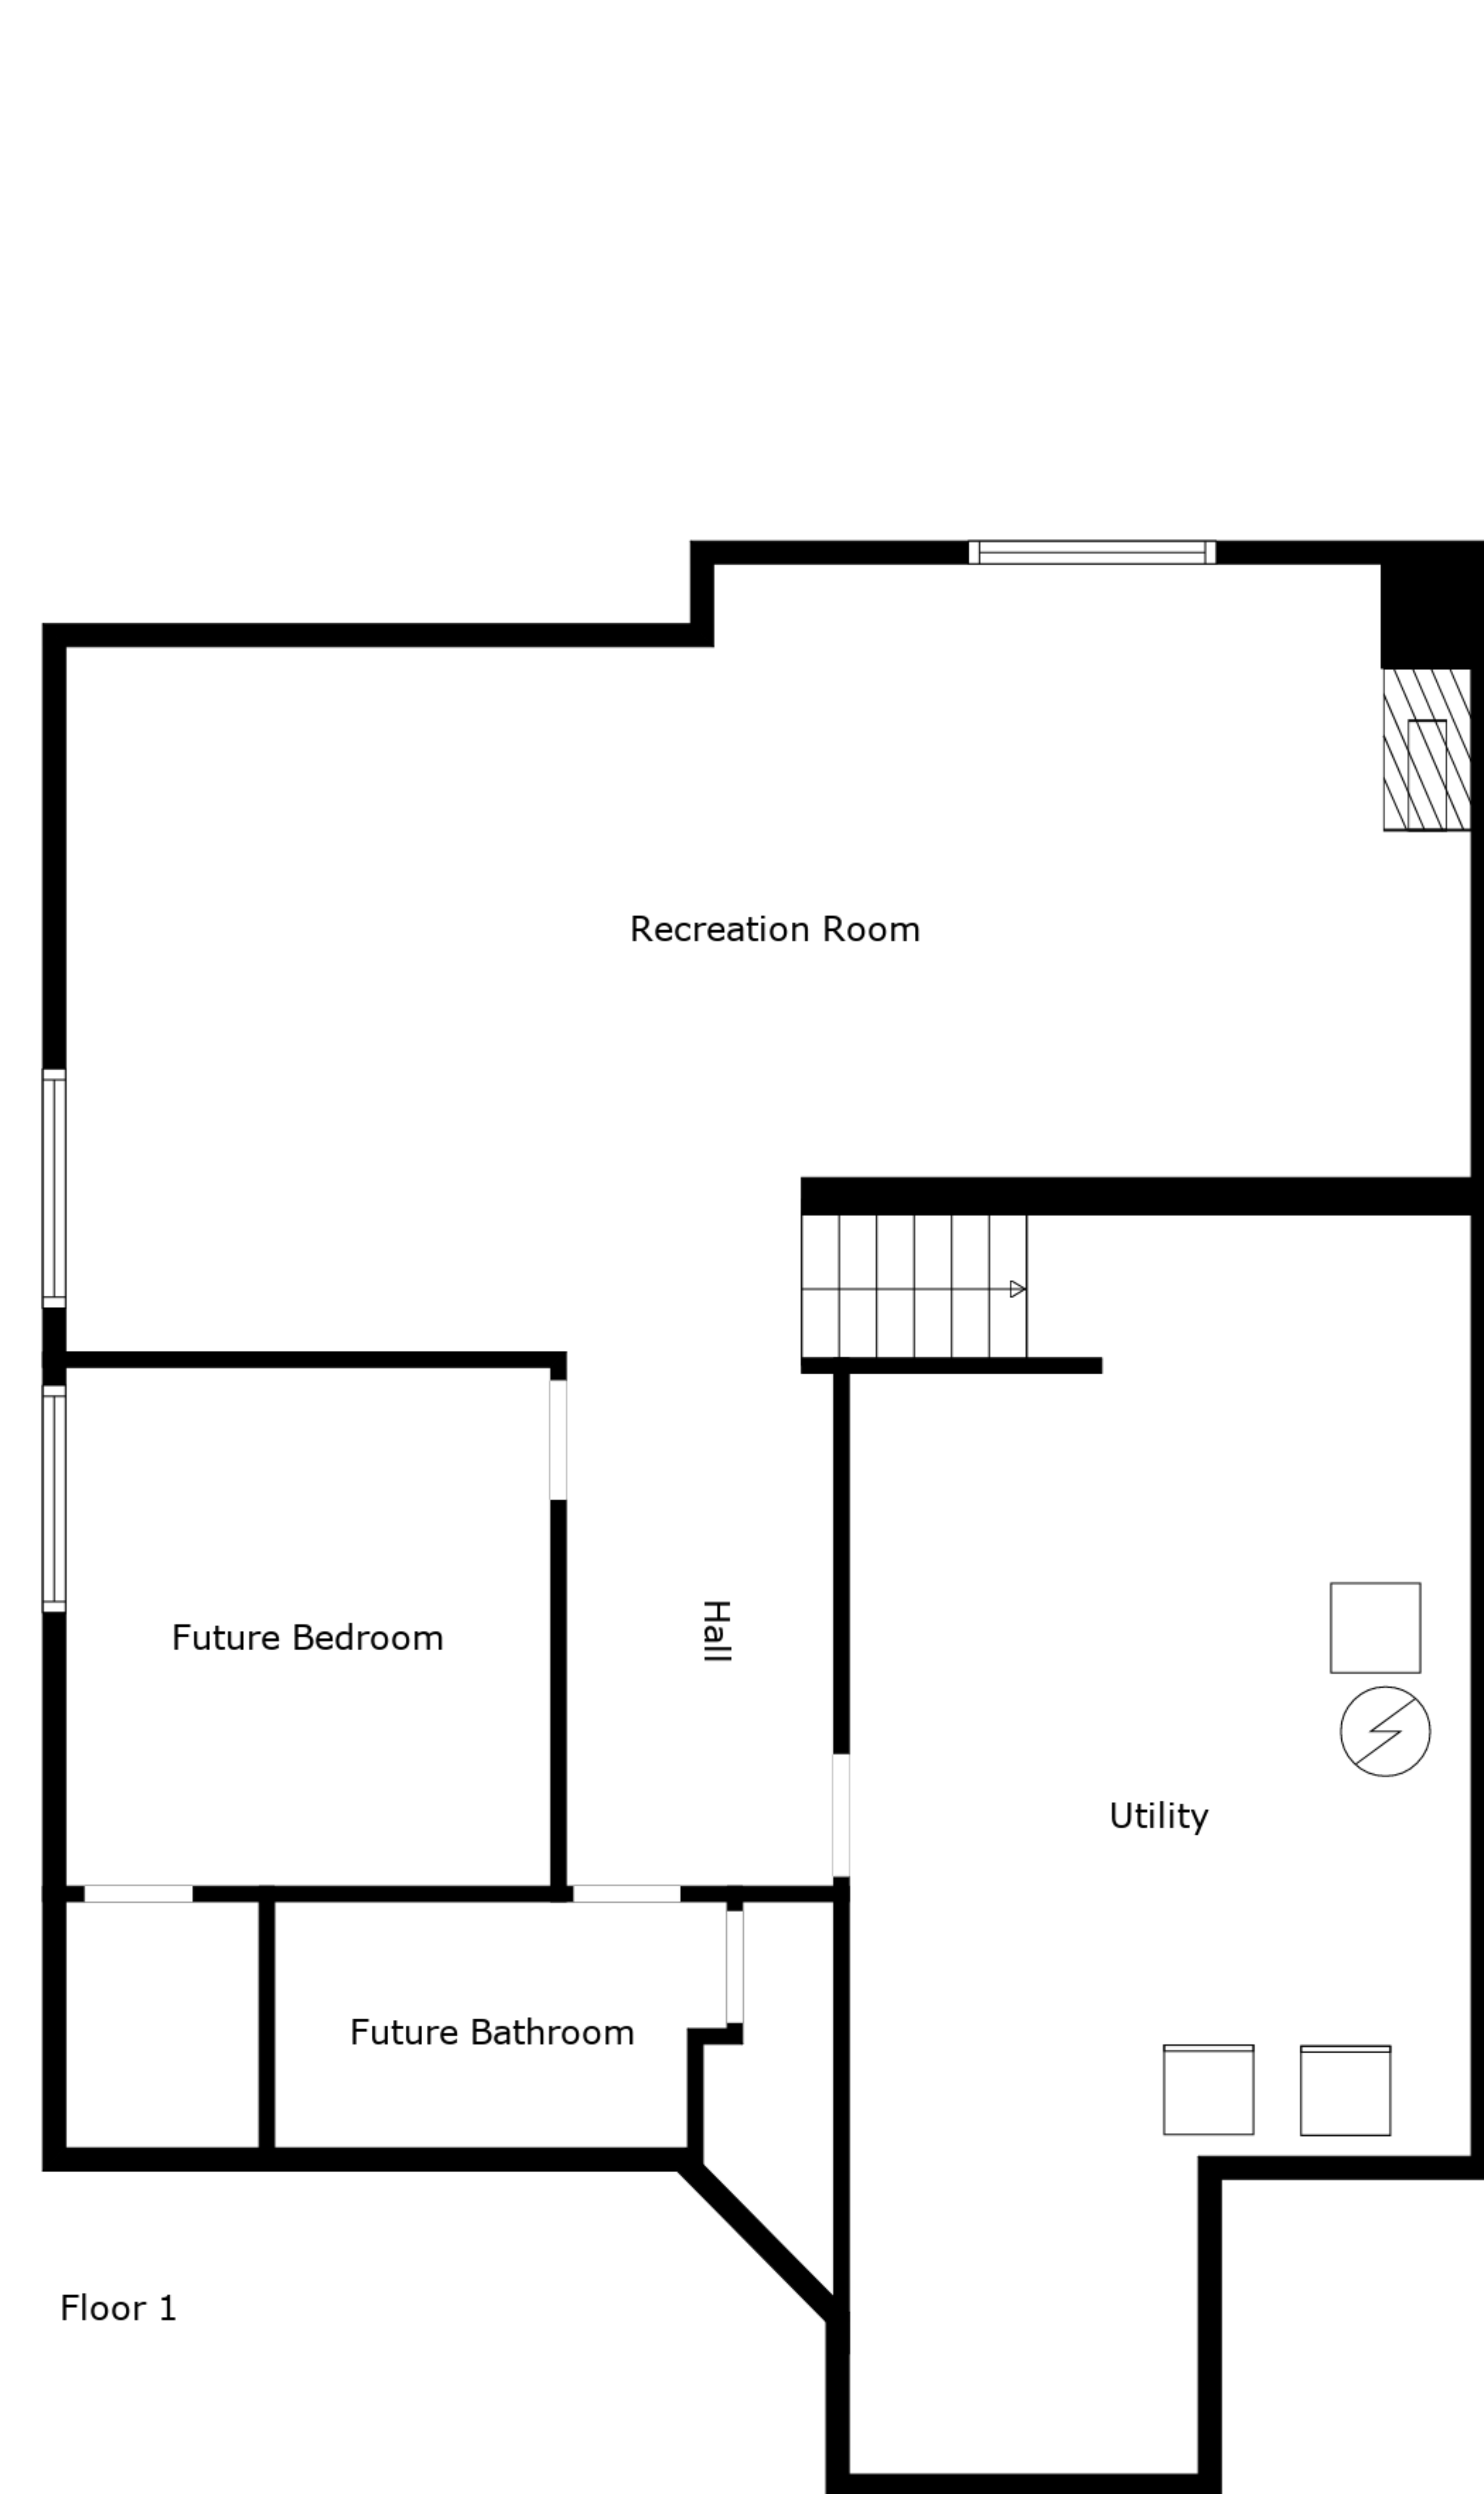 Recreation Room
Hall
Future Bedroom
Utility
Future Bathroom
Floor 1